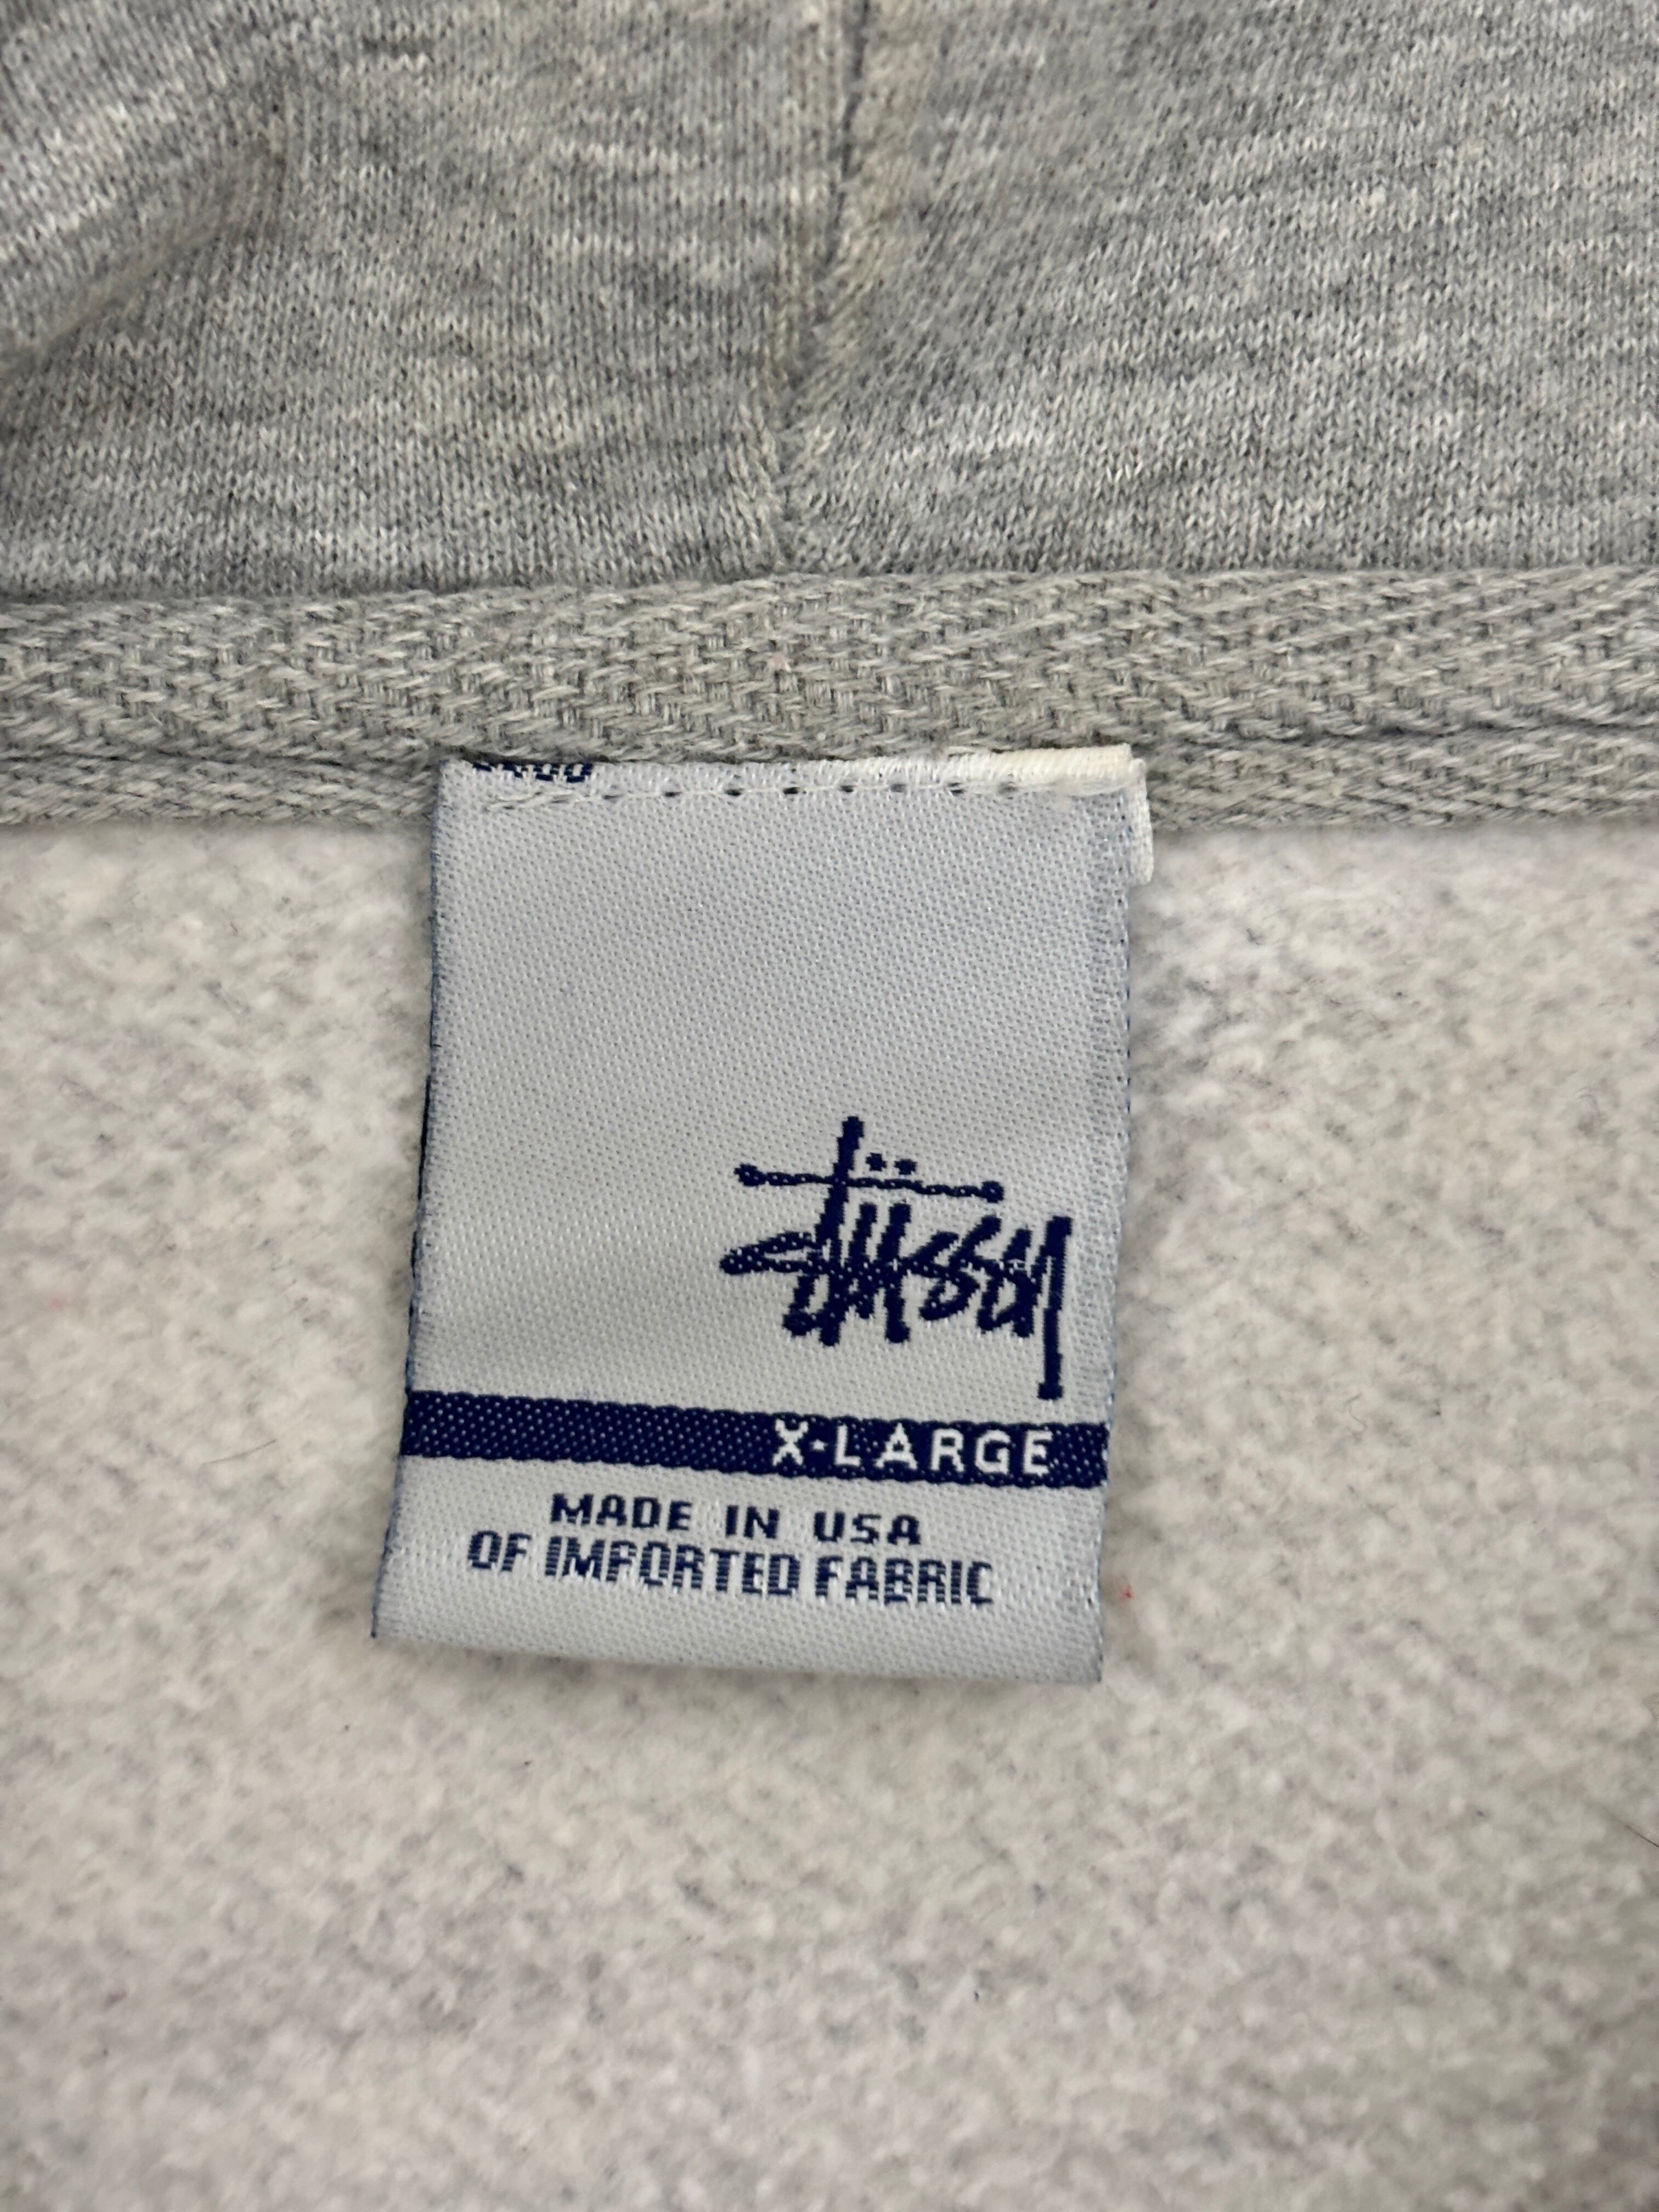 Stüssy
X-LARGE
MADE IN USA
OF IMPORTED FABRIC